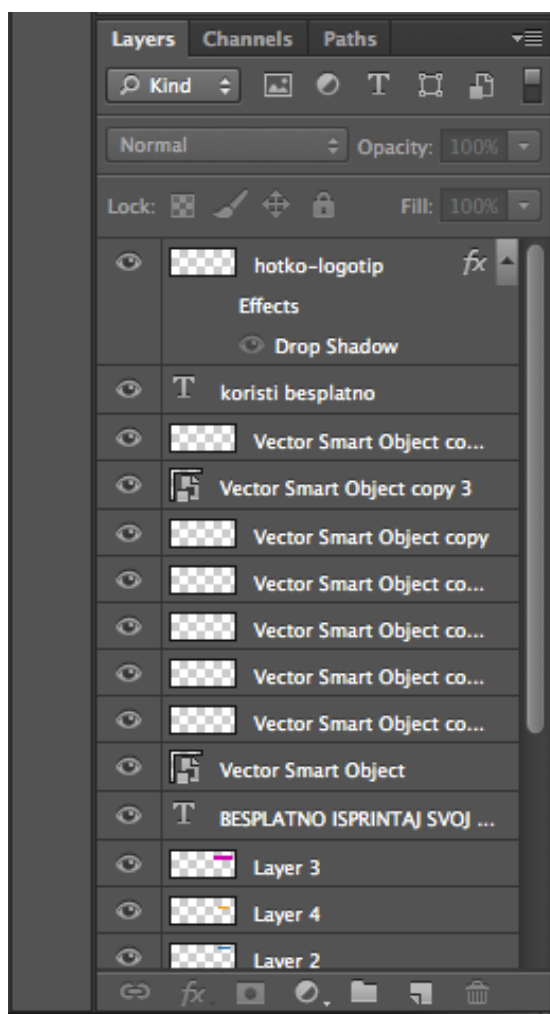 Layers Channels Paths
Kind T
Normal Opacity: 100%
Lock: Fill: 100%
hotko-logotip fx
Effects
Drop Shadow
T koristi besplatno
Vector Smart Object co...
Vector Smart Object copy 3
Vector Smart Object copy
Vector Smart Object co...
Vector Smart Object co...
Vector Smart Object co...
Vector Smart Object co...
Vector Smart Object
T BESPLATNO ISPRINTAJ SVOJ ...
Layer 3
Layer 4
Layer 2
fx